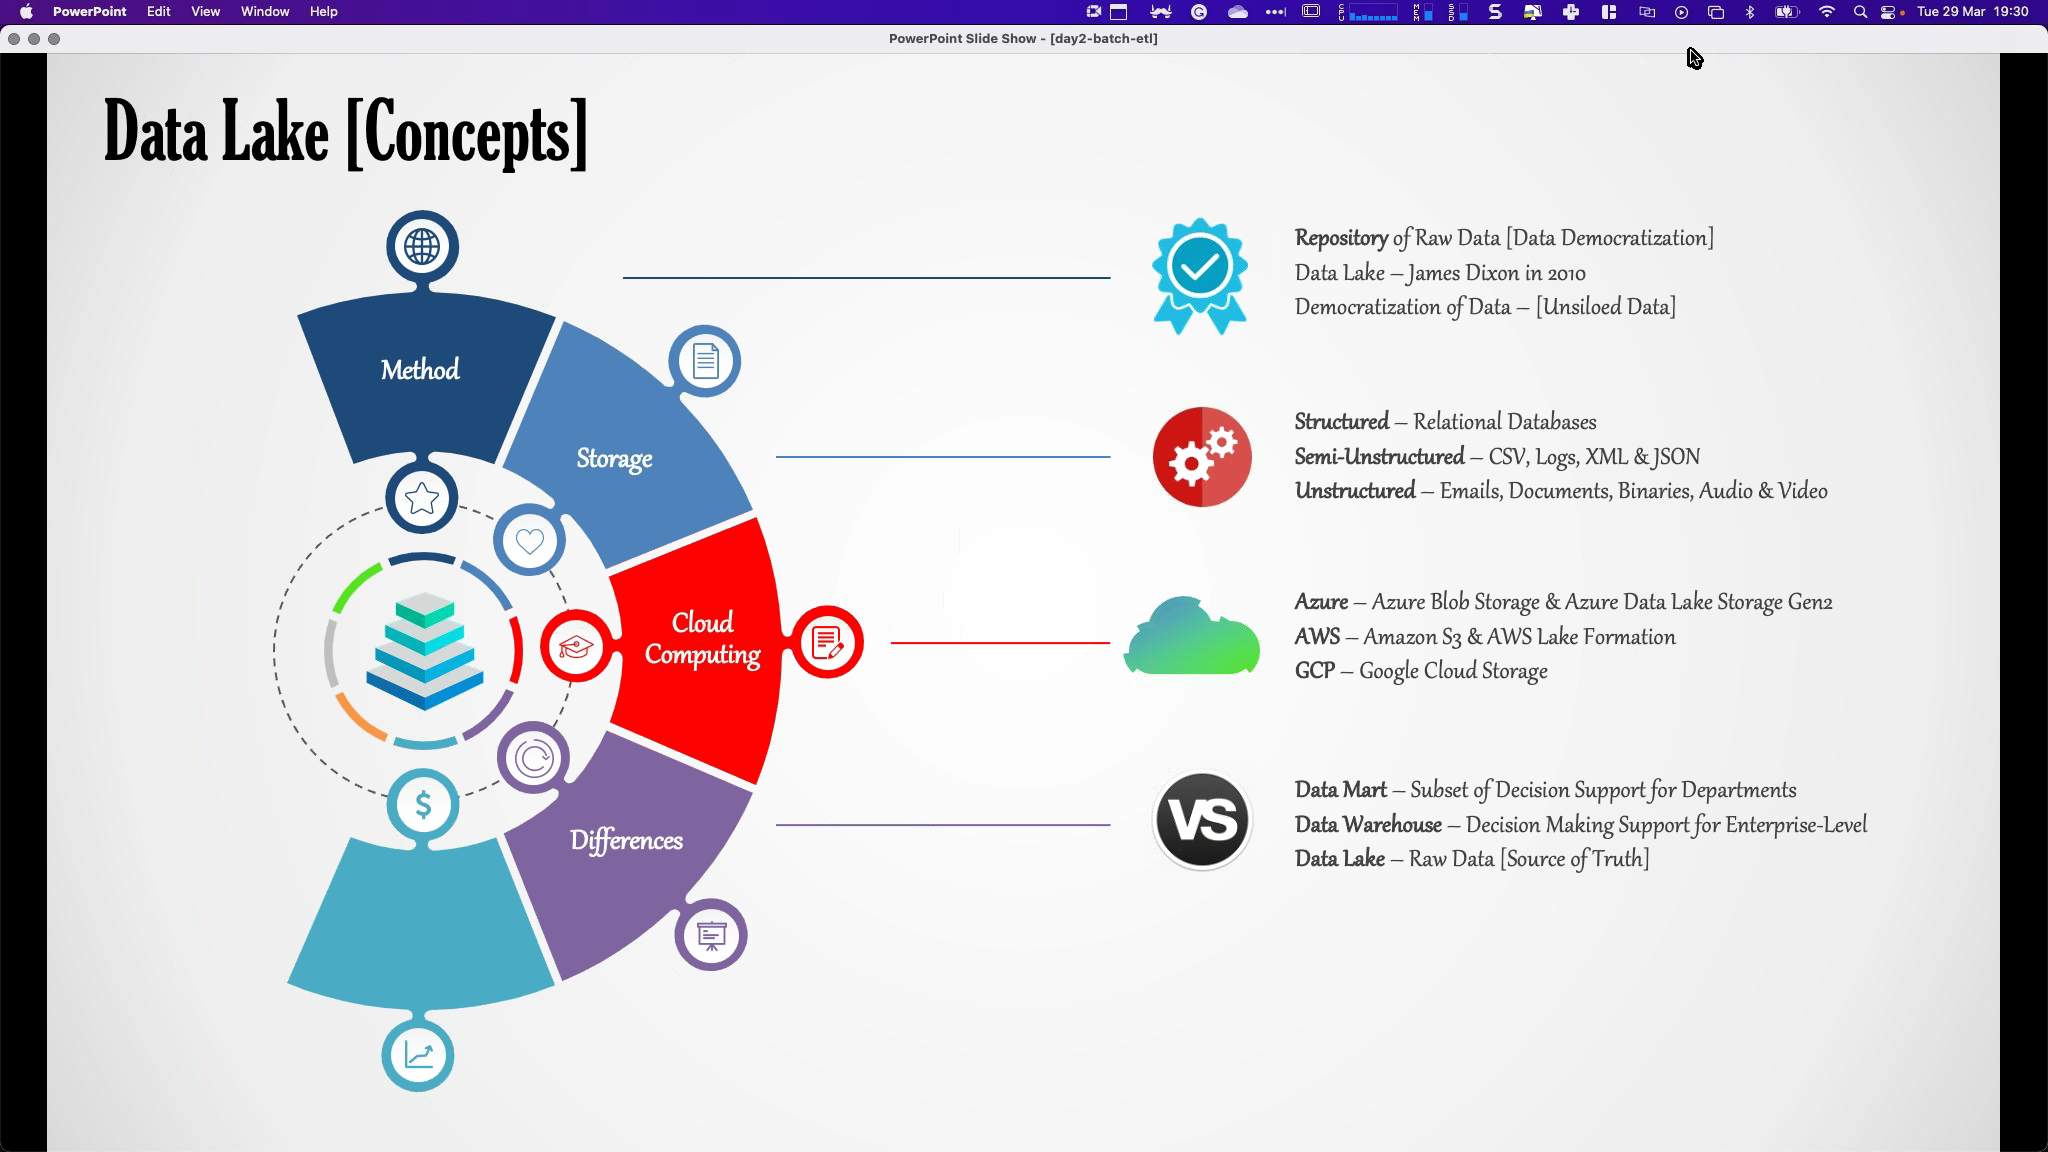 PowerPoint Edit View Window Help
Tue 29 Mar 19:30
PowerPoint Slide Show - [day2-batch-etl]
Data Lake [Concepts]
Method
Storage
Cloud
Computing
Differences
$
Repository of Raw Data [Data Democratization]
Data Lake – James Dixon in 2010
Democratization of Data – [Unsiloed Data]
Structured – Relational Databases
Semi-Unstructured – CSV, Logs, XML & JSON
Unstructured – Emails, Documents, Binaries, Audio & Video
Azure – Azure Blob Storage & Azure Data Lake Storage Gen2
AWS – Amazon S3 & AWS Lake Formation
GCP – Google Cloud Storage
VS
Data Mart – Subset of Decision Support for Departments
Data Warehouse – Decision Making Support for Enterprise-Level
Data Lake – Raw Data [Source of Truth]